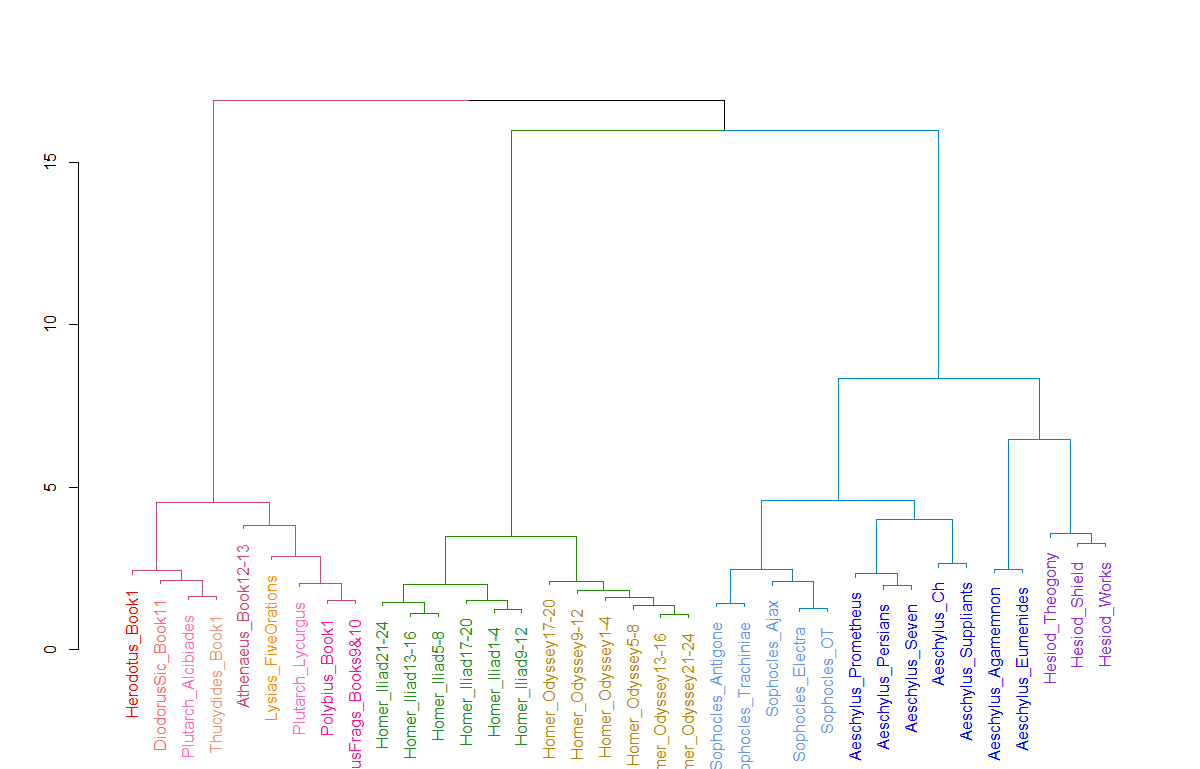 15
10
5
0
Herodotus_Book1
DiodorusSic_Book11
Plutarch_Alcibiades
Thucydides_Book1
Athenaeus_Book12-13
Lysias_FiveOrations
Plutarch_Lycurgus
Polybius_Book1
usFrags_Books9&10
Homer_Iliad21-24
Homer_Iliad13-16
Homer_Iliad5-8
Homer_Iliad17-20
Homer_Iliad1-4
Homer_Iliad9-12
Homer_Odyssey17-20
Homer_Odyssey9-12
Homer_Odyssey1-4
Homer_Odyssey5-8
mer_Odyssey13-16
mer_Odyssey21-24
Sophocles_Antigone
ophocles_Trachiniae
Sophocles_Ajax
Sophocles_Electra
Sophocles_OT
Aeschylus_Prometheus
Aeschylus_Persians
Aeschylus_Seven
Aeschylus_Ch
Aeschylus_Suppliants
Aeschylus_Agamemnon
Aeschylus_Eumenides
Hesiod_Theogony
Hesiod_Shield
Hesiod_Works